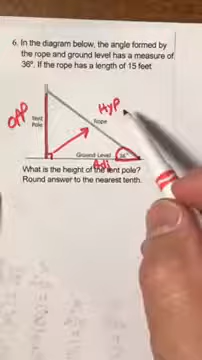 6. In the diagram below, the angle formed by
the rope and ground level has a measure of
36º. If the rope has a length of 15 feet
HYP
OPP
Tent
Pole
Rope
Ground Level
36°
Adj
What is the height of the tent pole?
Round answer to the nearest tenth.